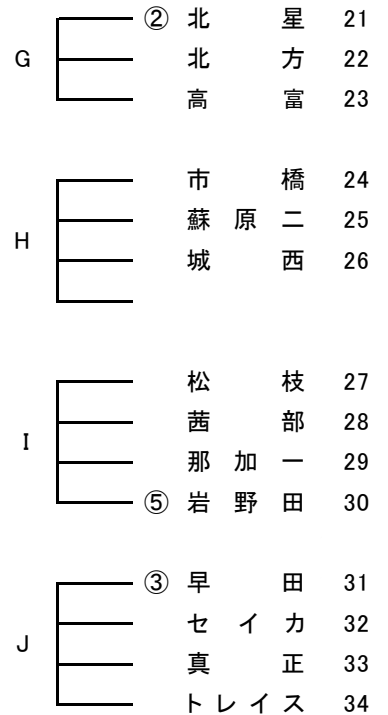 ② 北 星 21
G 北 方 22
高 富 23
市 橋 24
蘇 原 二 25
H
城 西 26
松 枝 27
茜 部 28
I
那 加 一 29
⑤ 岩 野 田 30
③ 早 田 31
セ イ カ 32
J
真 正 33
ト レ イ ス 34